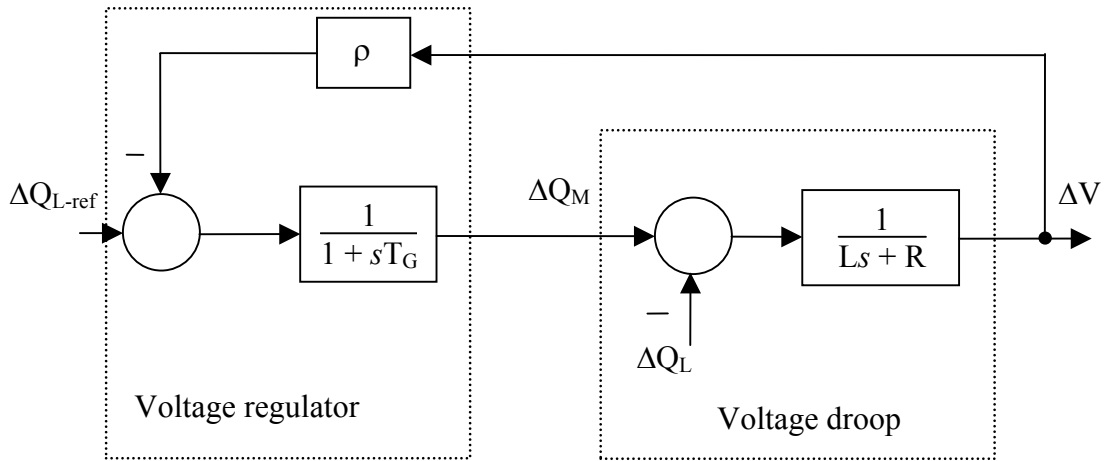 ρ
−
ΔQL-ref
1
1 + sTG
ΔQM
1
Ls + R
ΔV
−
ΔQL
Voltage regulator
Voltage droop